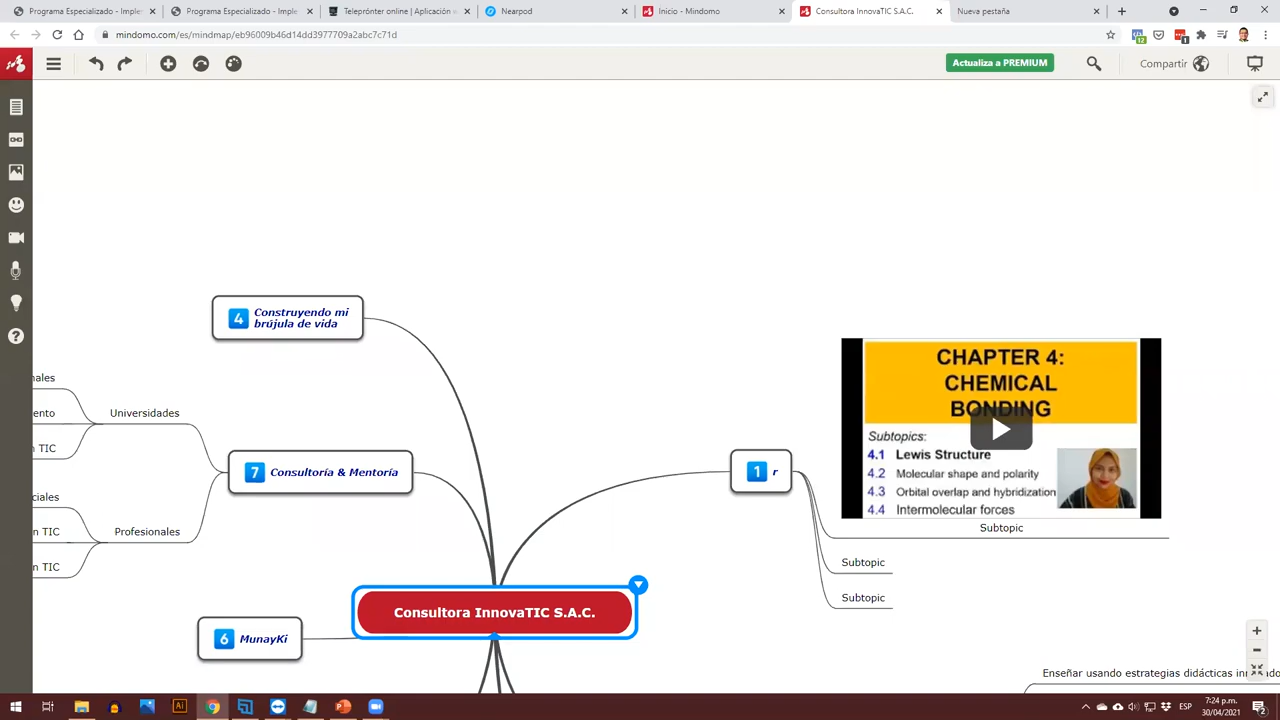 Programa Especializado - Imple
Programa Especializado - Imple
Teleprónter online | Aplicación w
Nearpod
Inicio - Mindomo
Consultora InnovaTIC S.A.C.
Nueva pestaña
mindomo.com/es/mindmap/eb96009b46d14dd3977709a2abc7c71d
12
1
Actualiza a PREMIUM
Compartir
4 Construyendo mi
brújula de vida
CHAPTER 4:
CHEMICAL
BONDING
Subtopics:
4.1 Lewis Structure
4.2 Molecular shape and polarity
4.3 Orbital overlap and hybridization
4.4 Intermolecular forces
Subtopic
Subtopic
Subtopic
1 r
Universidades
TIC
7 Consultoría & Mentoría
Profesionales
TIC
TIC
Consultora InnovaTIC S.A.C.
6 MunayKi
Enseñar usando estrategias didácticas
ESP
7:24 p.m.
30/04/2021
2